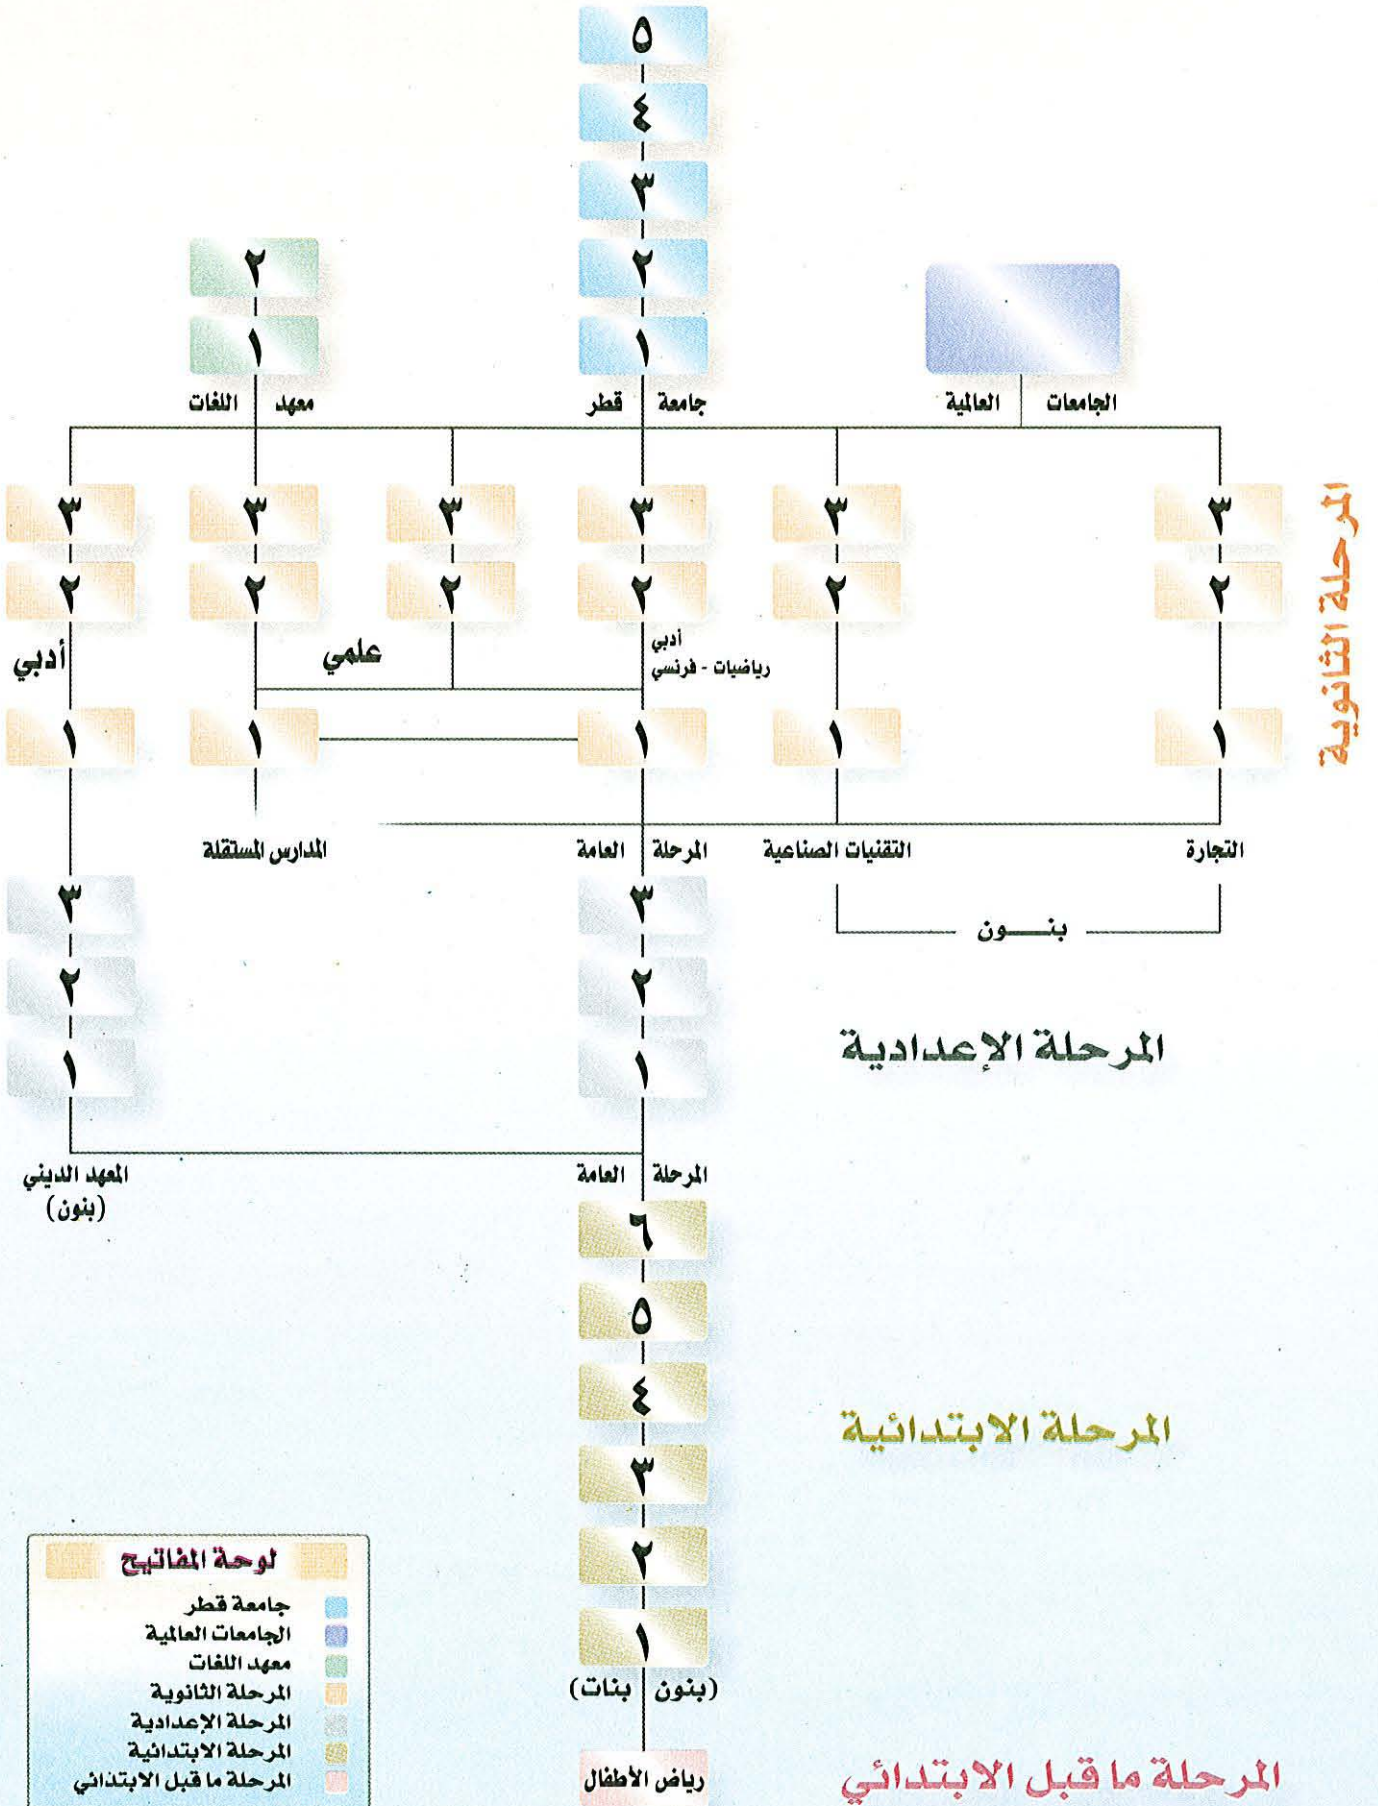 ٥
٤
٣
٢ ٢
١ ١
الجامعات العالمية جامعة قطر معهد اللغات
٣ ٣ ٣ ٣ ٣ ٣
٢ ٢ ٢ ٢ ٢ ٢
المرحلة الثانوية
أدبي
رياضيات - فرنسي
علمي
أدبي
١ ١ ١ ١ ١
التجارة التقنيات الصناعية المرحلة العامة المدارس المستقلة
بنـــون
٣ ٣
٢ ٢
المرحلة الإعدادية
١ ١
المرحلة العامة المعهد الديني
(بنون)
٦
٥
٤
المرحلة الابتدائية
٣
٢
١
(بنون بنات)
المرحلة ما قبل الابتدائي
رياض الأطفال
لوحة المفاتيح
جامعة قطر
الجامعات العالمية
معهد اللغات
المرحلة الثانوية
المرحلة الإعدادية
المرحلة الابتدائية
المرحلة ما قبل الابتدائي